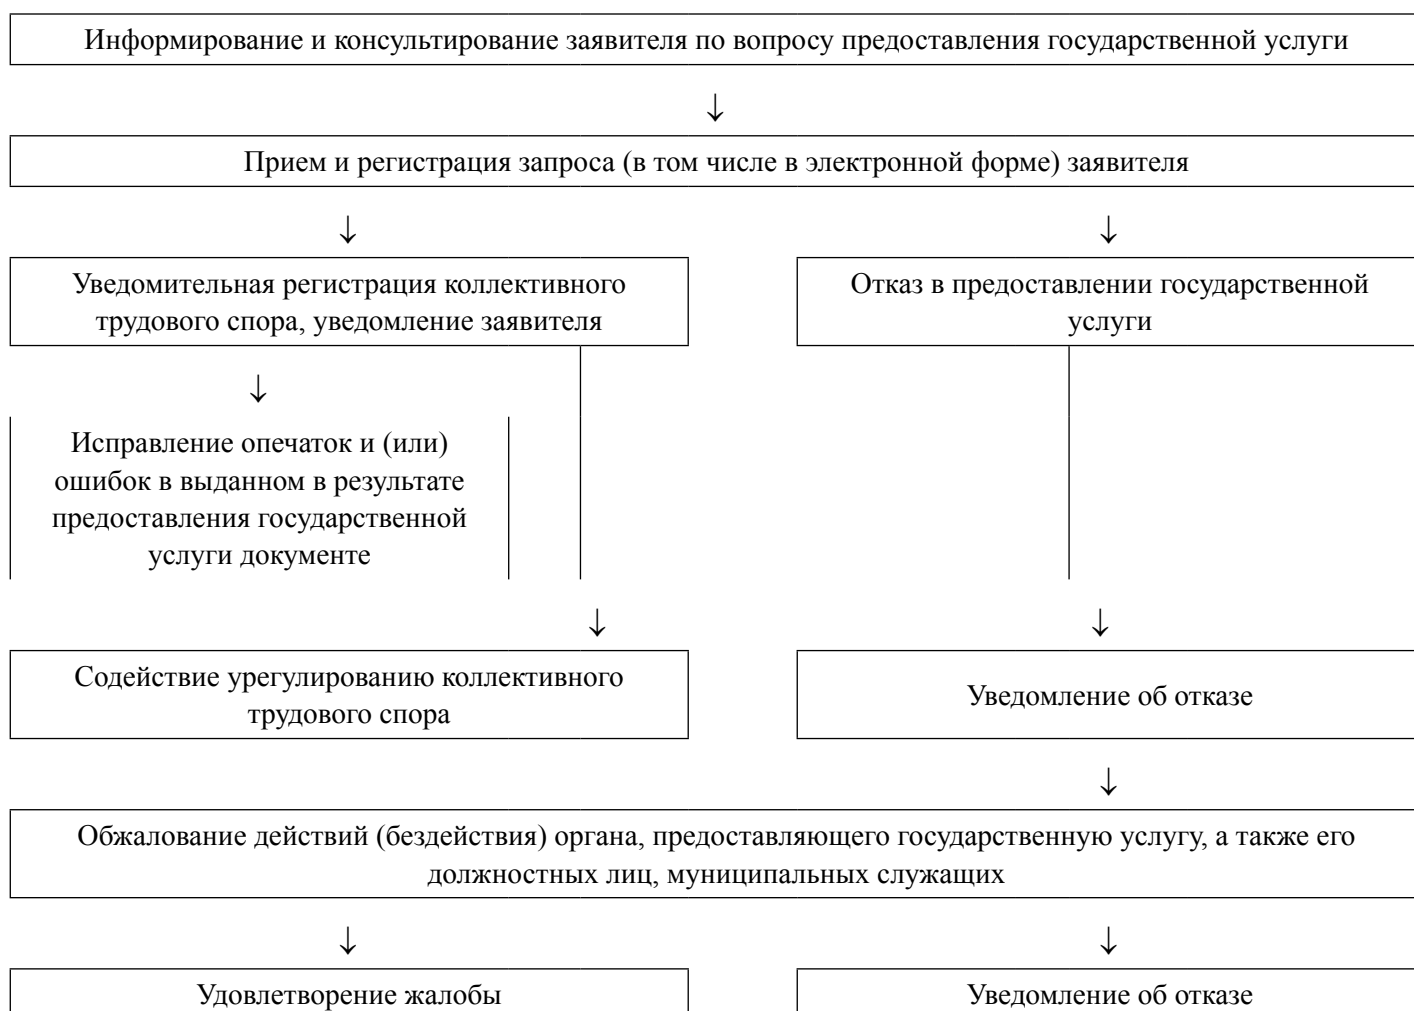 Информирование и консультирование заявителя по вопросу предоставления государственной услуги
↓
Прием и регистрация запроса (в том числе в электронной форме) заявителя
↓ ↓
Уведомительная регистрация коллективного
трудового спора, уведомление заявителя
Отказ в предоставлении государственной
услуги
↓
Исправление опечаток и (или)
ошибок в выданном в результате
предоставления государственной
услуги документе
↓ ↓
Содействие урегулированию коллективного
трудового спора
Уведомление об отказе
↓
Обжалование действий (бездействия) органа, предоставляющего государственную услугу, а также его
должностных лиц, муниципальных служащих
↓ ↓
Удовлетворение жалобы
Уведомление об отказе